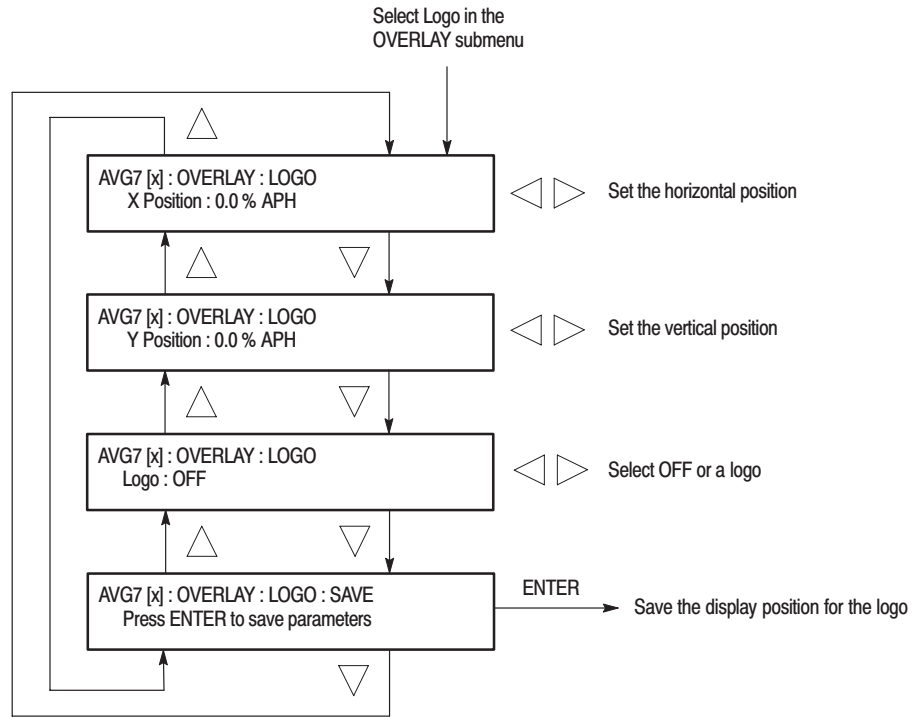 Select Logo in the
OVERLAY submenu
AVG7 [x] : OVERLAY : LOGO
X Position : 0.0 % APH
Set the horizontal position
AVG7 [x] : OVERLAY : LOGO
Y Position : 0.0 % APH
Set the vertical position
AVG7 [x] : OVERLAY : LOGO
Logo : OFF
Select OFF or a logo
AVG7 [x] : OVERLAY : LOGO : SAVE
Press ENTER to save parameters
ENTER
Save the display position for the logo